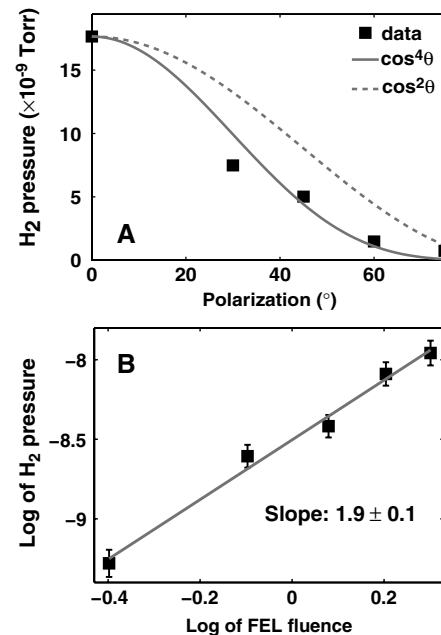 A
data
cos⁴θ
cos²θ
H₂ pressure (×10⁻⁹ Torr)
15
10
5
0
0 20 40 60
Polarization (°)
B
Log of H₂ pressure
-8
-8.5
-9
Slope: 1.9 ± 0.1
−0.4 −0.2 0 0.2
Log of FEL fluence